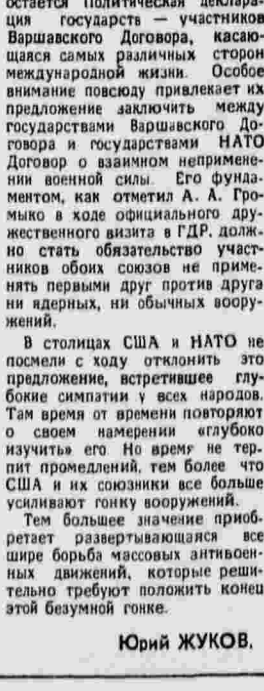 остается Политическая деклара-
ция государств — участников
Варшавского Договора, касаю-
щаяся самых различных сторон
международной жизни. Особое
внимание повсюду привлекает их
предложение заключить между
государствами Варшавского До-
говора и государствами НАТО
Договор о взаимном непримене-
нии военной силы. Его фунда-
ментом, как отметил А. А. Гро-
мыко в ходе официального дру-
жественного визита в ГДР, долж-
но стать обязательство участ-
ников обоих союзов не приме-
нять первыми друг против друга
ни ядерных, ни обычных воору-
жений.
В столицах США и НАТО не
посмели с ходу отклонить это
предложение, встретившее глу-
бокие симпатии у всех народов.
Там время от времени повторяют
о своем намерении «глубоко
изучить» его. Но время не тер-
пит промедлений, тем более что
США и их союзники все больше
усиливают гонку вооружений.
Тем большее значение приоб-
ретает развертывающаяся все
шире борьба массовых антивоен-
ных движений, которые реши-
тельно требуют положить конец
этой безумной гонке.
Юрий ЖУКОВ.